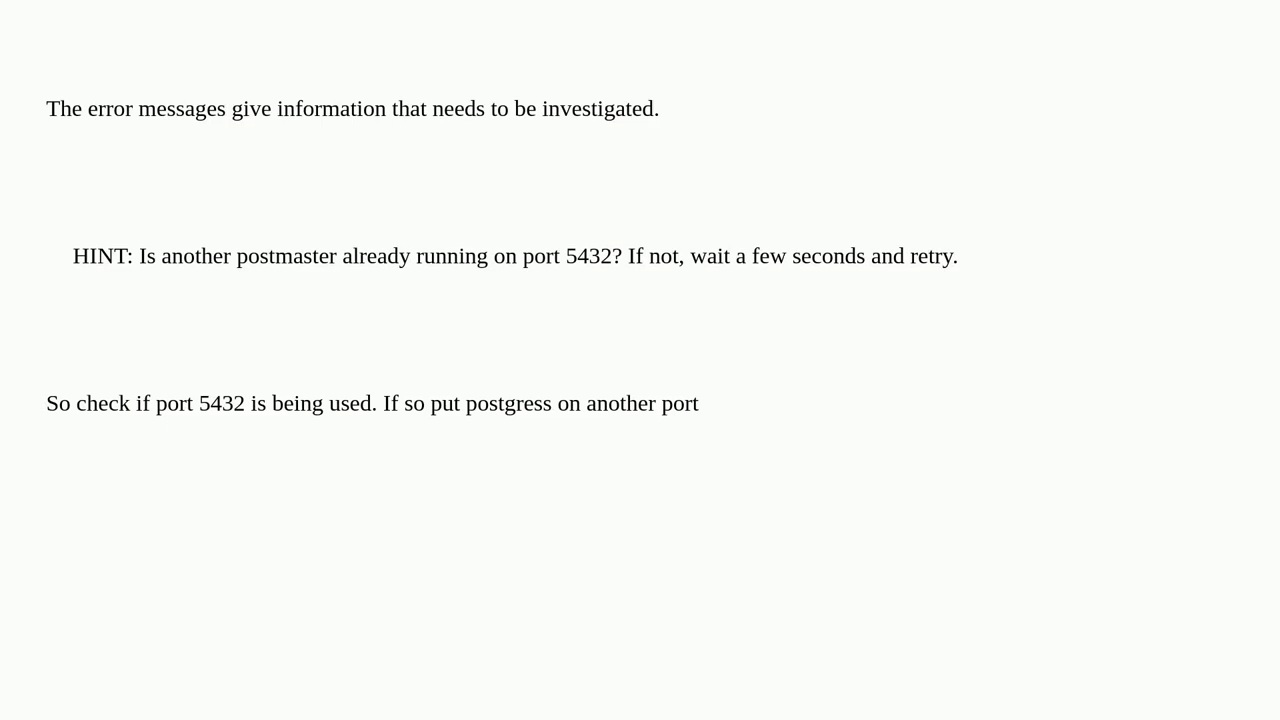 The error messages give information that needs to be investigated.
HINT: Is another postmaster already running on port 5432? If not, wait a few seconds and retry.
So check if port 5432 is being used. If so put postgress on another port